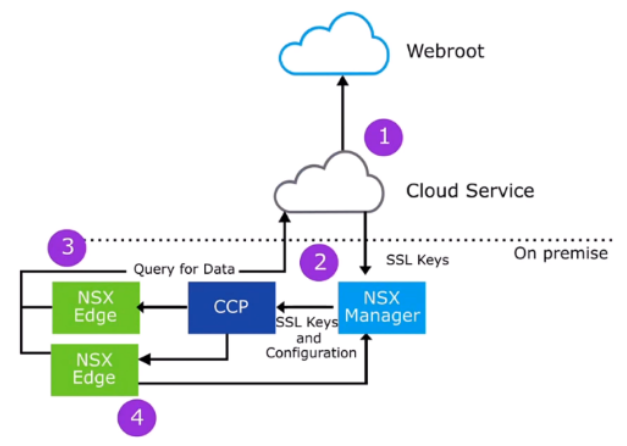 Webroot
1
Cloud Service
3
2
On premise
Query for Data
SSL Keys
NSX
Edge
CCP
NSX
Manager
SSL Keys
and
Configuration
NSX
Edge
4